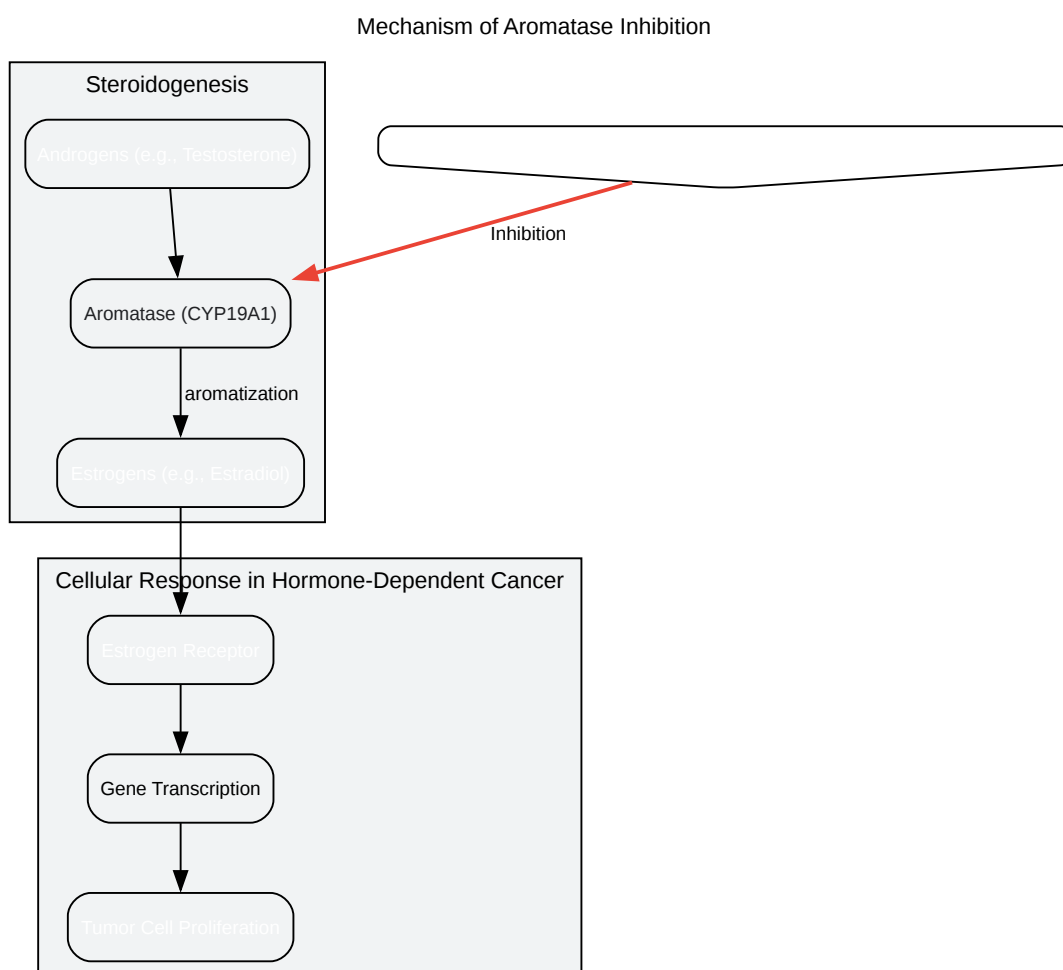 Mechanism of Aromatase Inhibition
Steroidogenesis
Androgens (e.g., Testosterone)
Inhibition
Aromatase (CYP19A1)
aromatization
Estrogens (e.g., Estradiol)
Cellular Response in Hormone-Dependent Cancer
Estrogen Receptor
Gene Transcription
Tumor Cell Proliferation